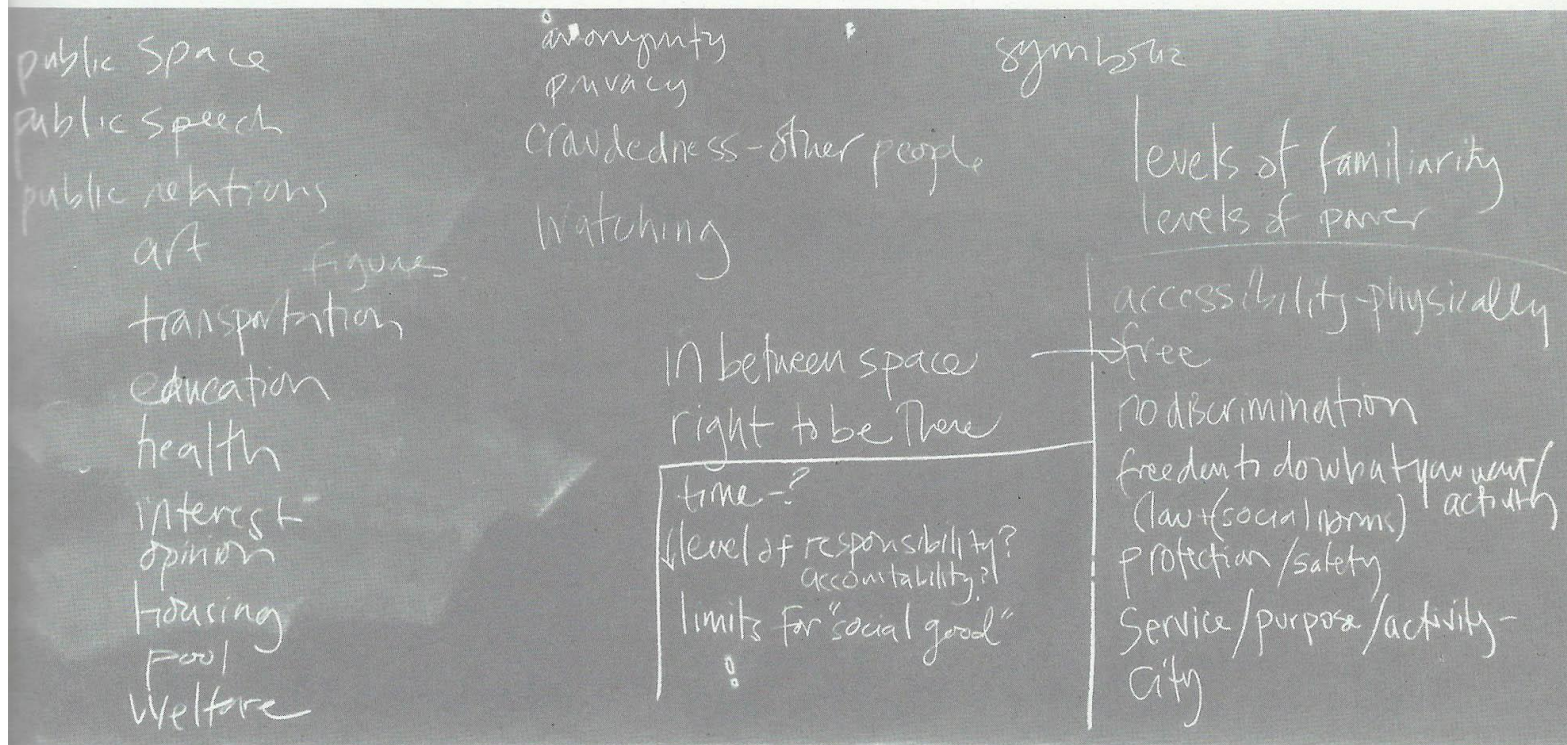 public space
public speech
public relations
art
figures
transportation
education
health
interest
opinion
housing
pool
welfare
anonymity
privacy
crowdedness - other people
watching
in between space
right to be there
time - ?
level of responsibility?
accountability?
limits for "social good"
!
symbolic
levels of familiarity
levels of power
accessibility - physically
free
no discrimination
freedom to do what you want/
activity
(law + (social norms)
protection/safety
service/purpose/activity -
city